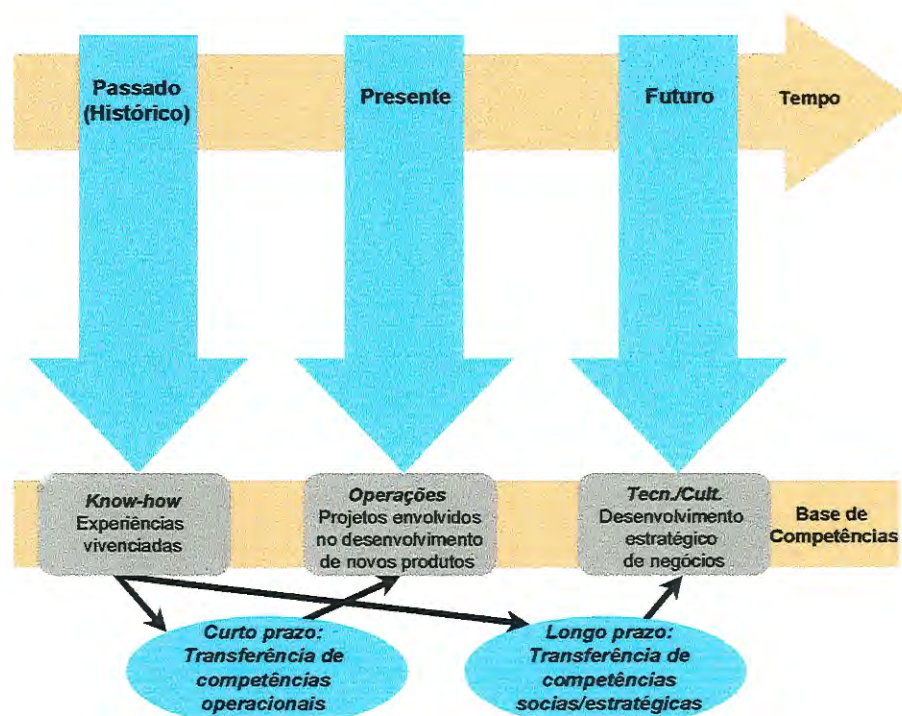 Passado
(Histórico)
Presente
Futuro
Tempo
Know-how
Experiências
vivenciadas
Operações
Projetos envolvidos
no desenvolvimento
de novos produtos
Tecn./Cult.
Desenvolvimento
estratégico
de negócios
Base de
Competências
Curto prazo:
Transferência de
competências
operacionais
Longo prazo:
Transferência de
competências
socias/estratégicas